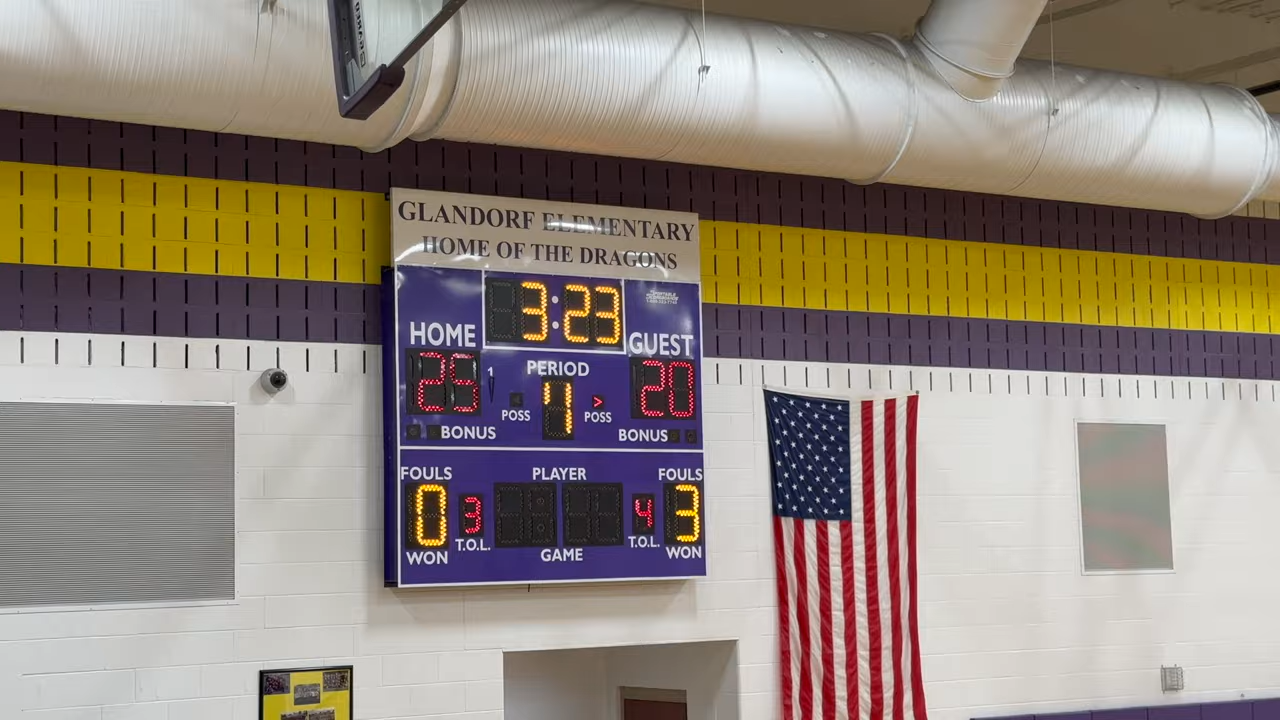 GLANDORF ELEMENTARY
HOME OF THE DRAGONS
3:23
HOME
GUEST
25
PERIOD
20
POSS
4
>
POSS
BONUS
BONUS
FOULS
PLAYER
FOULS
0
3
4
3
T.O.L.
T.O.L.
WON
GAME
WON